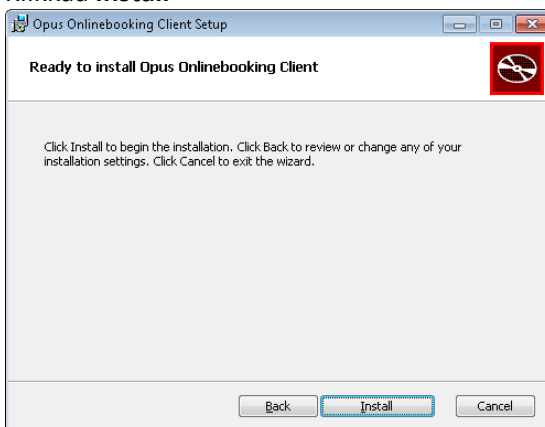 Opus Onlinebooking Client Setup
Ready to install Opus Onlinebooking Client
Click Install to begin the installation. Click Back to review or change any of your
installation settings. Click Cancel to exit the wizard.
Back Install Cancel